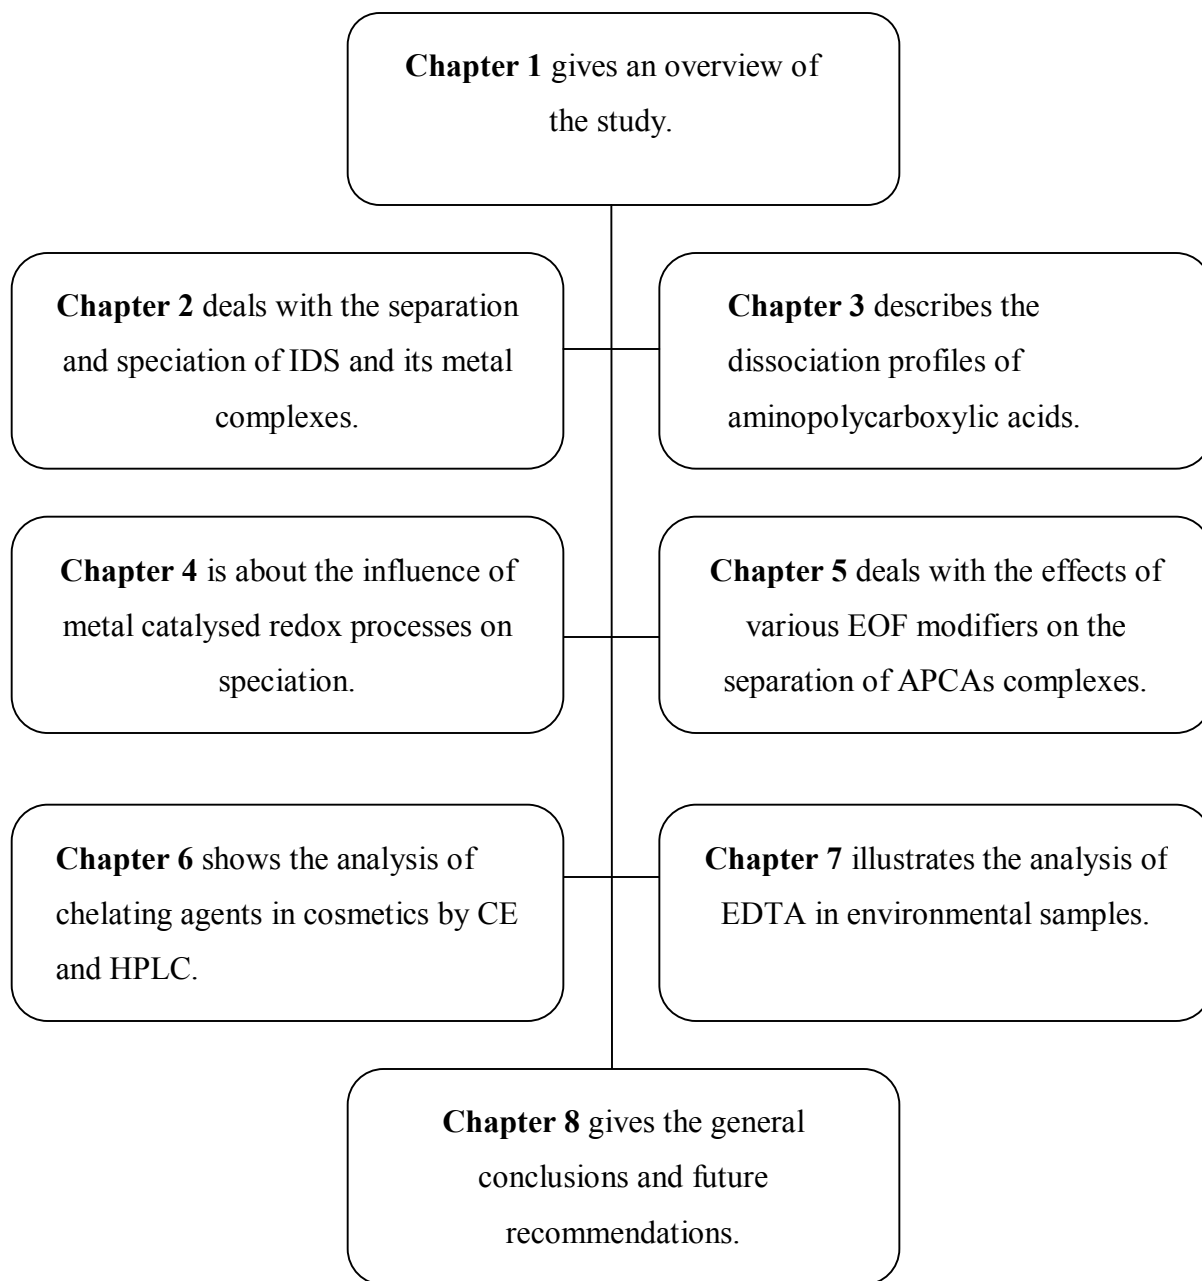 Chapter 1 gives an overview of
the study.
Chapter 2 deals with the separation
and speciation of IDS and its metal
complexes.
Chapter 3 describes the
dissociation profiles of
aminopolycarboxylic acids.
Chapter 4 is about the influence of
metal catalysed redox processes on
speciation.
Chapter 5 deals with the effects of
various EOF modifiers on the
separation of APCAs complexes.
Chapter 6 shows the analysis of
chelating agents in cosmetics by CE
and HPLC.
Chapter 7 illustrates the analysis of
EDTA in environmental samples.
Chapter 8 gives the general
conclusions and future
recommendations.